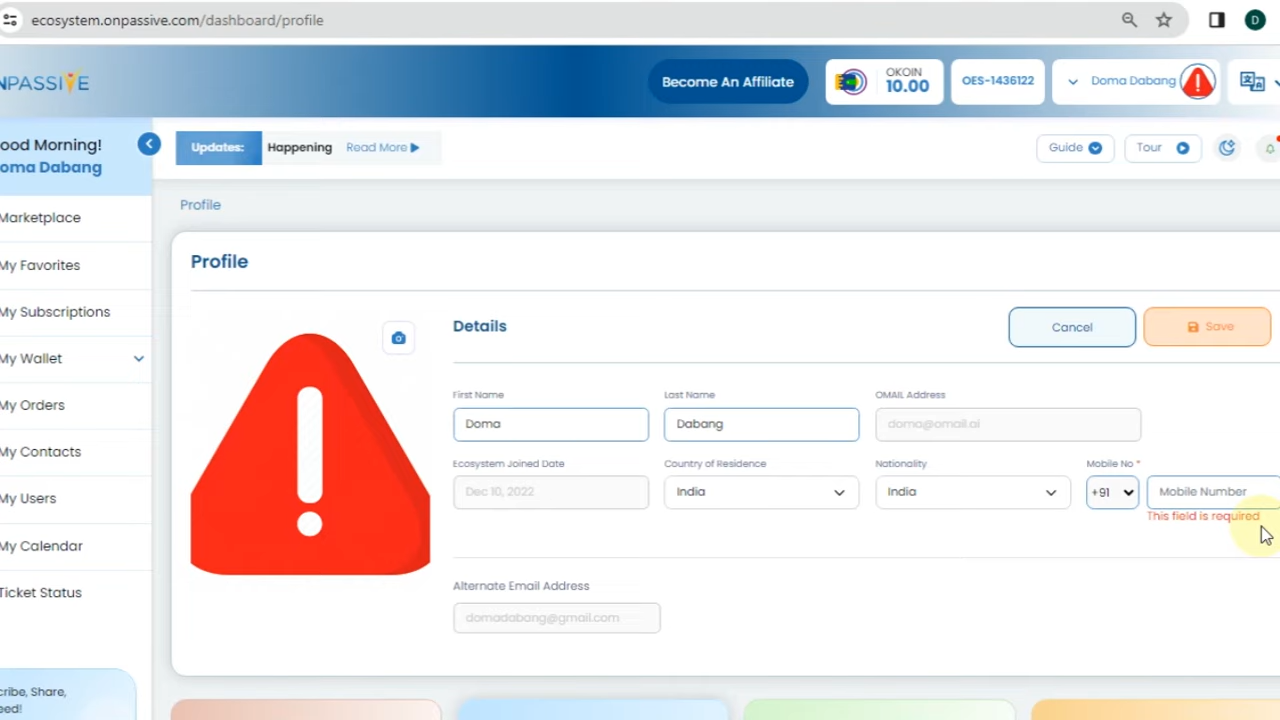 ecosystem.onpassive.com/dashboard/profile
D
NPASSIVE
Become An Affiliate
OKOIN
10.00
OES-1436122
Doma Dabang
ood Morning!
oma Dabang
Updates:
Happening
Read More
Guide
Tour
Marketplace
My Favorites
My Subscriptions
My Wallet
My Orders
My Contacts
My Users
My Calendar
Ticket Status
cribe, Share,
eed!
Profile
Profile
Details
Cancel
Save
First Name
Last Name
OMAIL Address
Doma
Dabang
doma@omail.ai
Ecosystem Joined Date
Country of Residence
Nationality
Mobile No *
Dec 10, 2022
India
India
+91
Mobile Number
This field is required
Alternate Email Address
domadabang@gmail.com